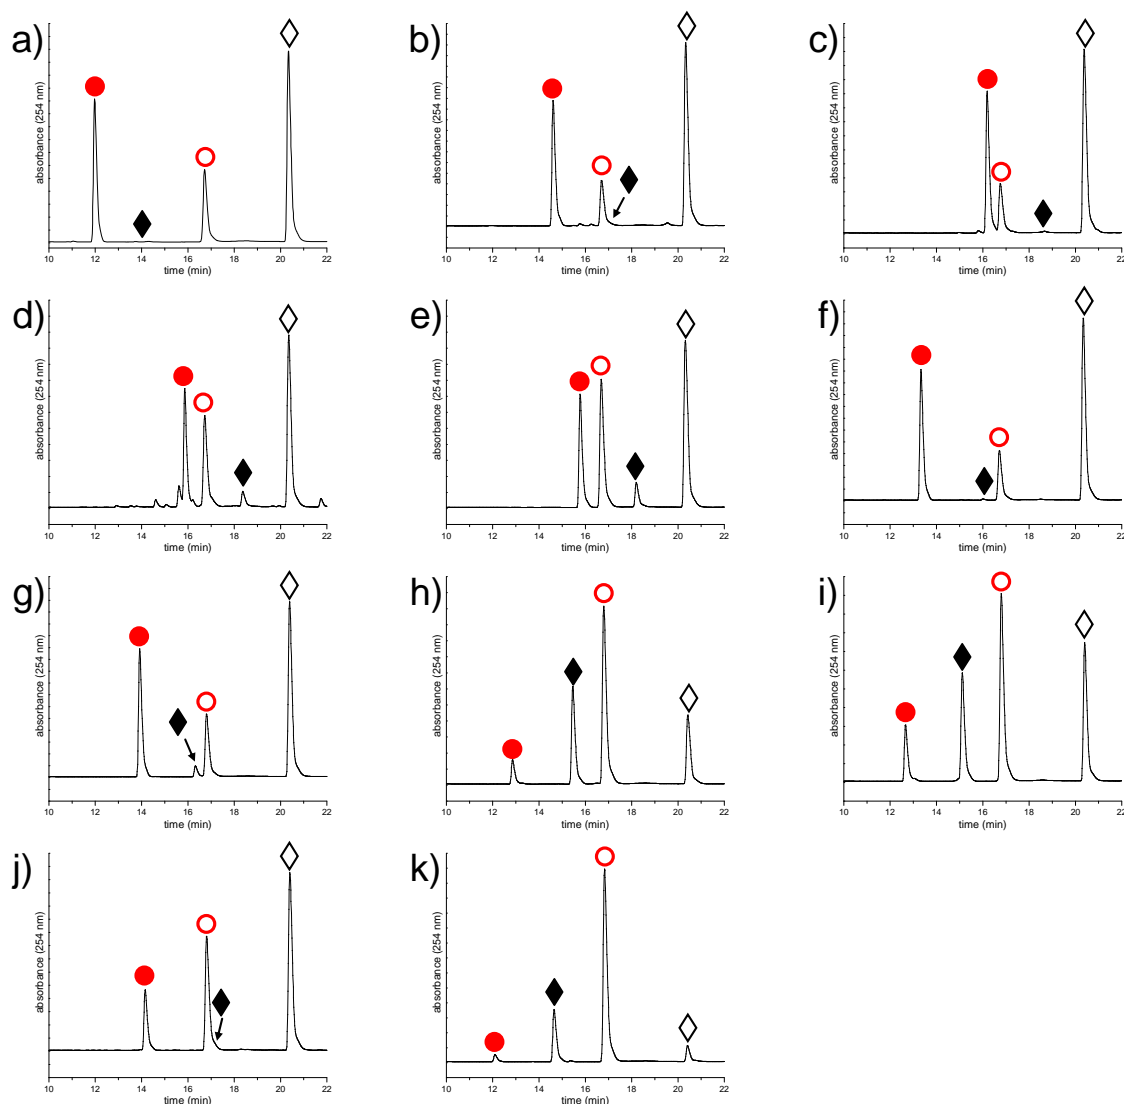 a)
absorbance (254 nm)
10 12 14 16 18 20 22
time (min)
b)
absorbance (254 nm)
10 12 14 16 18 20 22
time (min)
c)
absorbance (254 nm)
10 12 14 16 18 20 22
time (min)
d)
absorbance (254 nm)
10 12 14 16 18 20 22
time (min)
e)
absorbance (254 nm)
10 12 14 16 18 20 22
time (min)
f)
absorbance (254 nm)
10 12 14 16 18 20 22
time (min)
g)
absorbance (254 nm)
10 12 14 16 18 20 22
time (min)
h)
absorbance (254 nm)
10 12 14 16 18 20 22
time (min)
i)
absorbance (254 nm)
10 12 14 16 18 20 22
time (min)
j)
absorbance (254 nm)
10 12 14 16 18 20 22
time (min)
k)
absorbance (254 nm)
10 12 14 16 18 20 22
time (min)